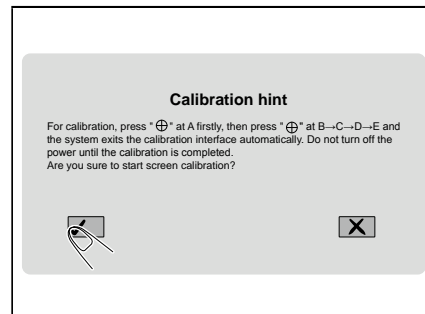 Calibration hint
For calibration, press "⊕" at A firstly, then press "⊕" at B→C→D→E and
the system exits the calibration interface automatically. Do not turn off the
power until the calibration is completed.
Are you sure to start screen calibration?